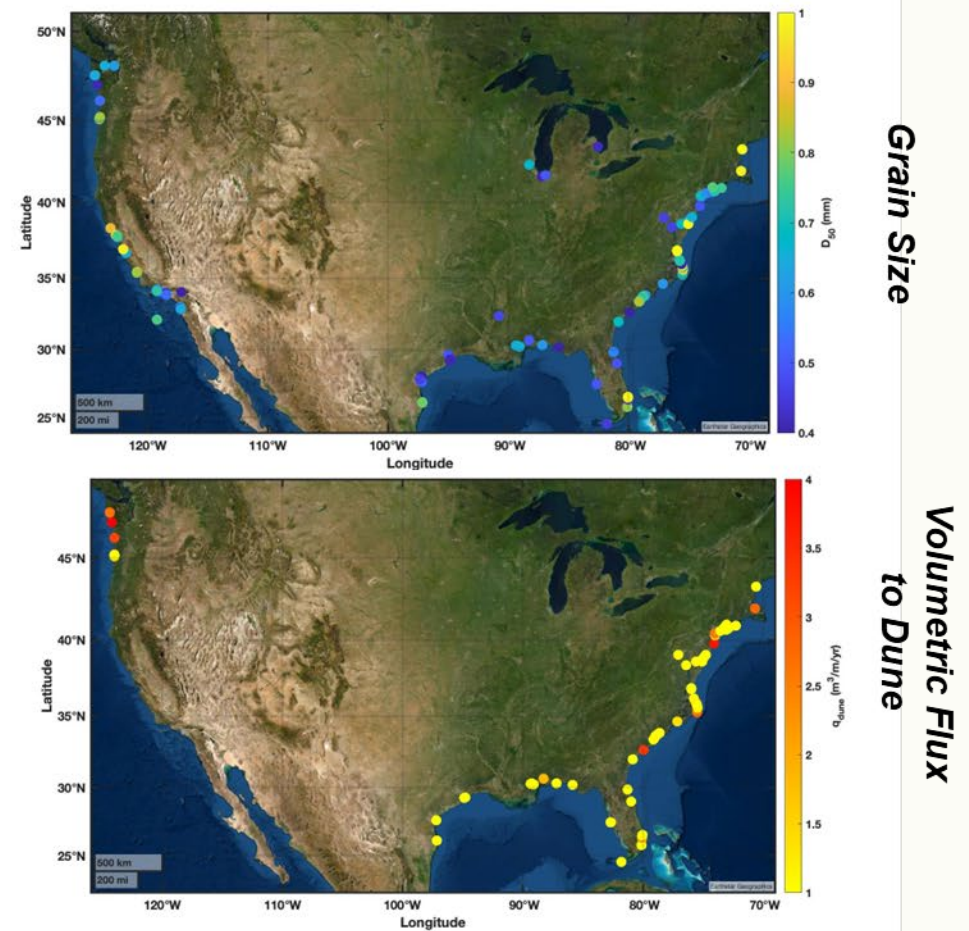 50°N
45°N
40°N
35°N
30°N
25°N
Latitude
500 km
200 mi
Earthstar Geographics
120°W 110°W 100°W 90°W 80°W 70°W
Longitude
1
0.9
0.8
0.7
0.6
0.5
0.4
D50 (mm)
Grain Size
45°N
40°N
35°N
30°N
25°N
Latitude
500 km
200 mi
Earthstar Geographics
120°W 110°W 100°W 90°W 80°W 70°W
Longitude
4
3.5
3
2.5
2
1.5
1
qdune (m³/m/yr)
Volumetric Flux
to Dune